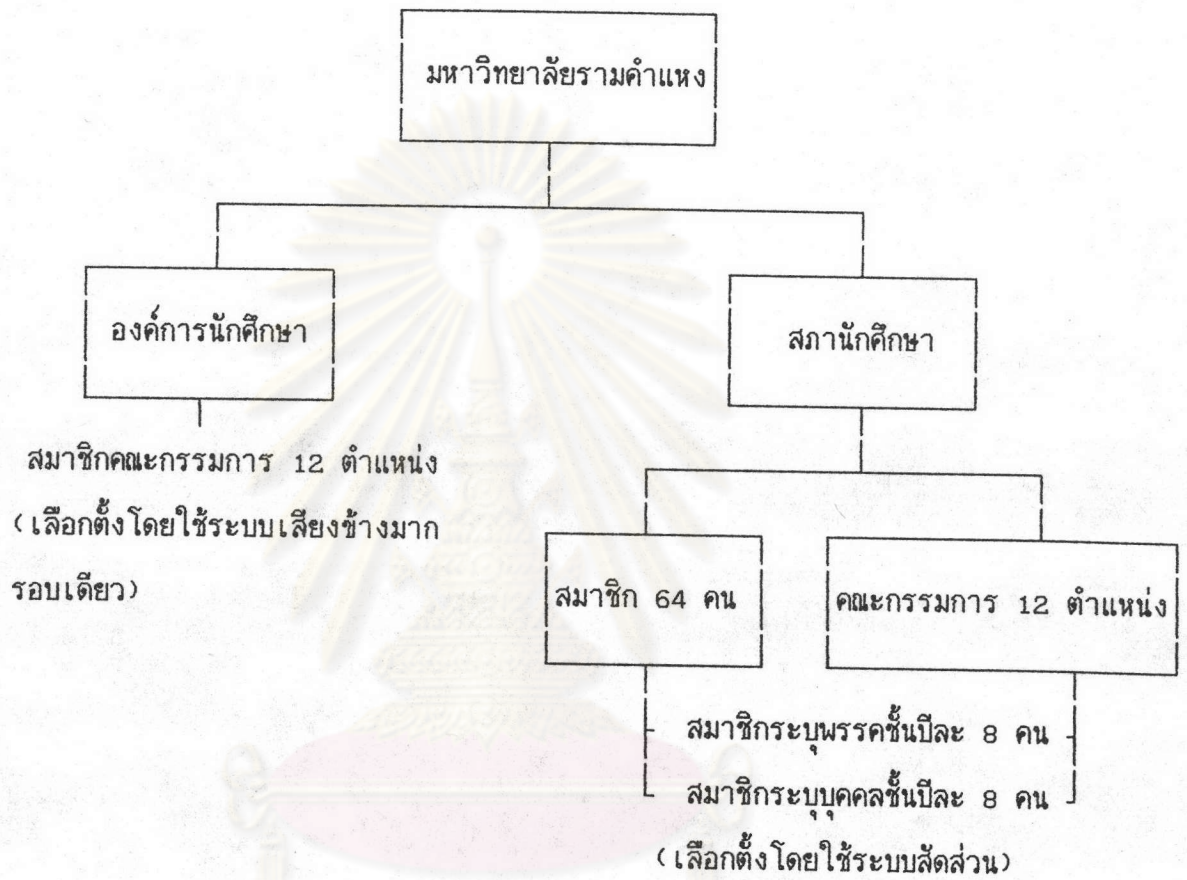 มหาวิทยาลัยรามคำแหง
องค์การนักศึกษา
สภานักศึกษา
สมาชิกคณะกรรมการ 12 ตำแหน่ง
(เลือกตั้งโดยใช้ระบบเสียงข้างมาก
รอบเดียว)
สมาชิก 64 คน
คณะกรรมการ 12 ตำแหน่ง
สมาชิกระบุพรรคชั้นปีละ 8 คน
สมาชิกระบุบุคคลชั้นปีละ 8 คน
(เลือกตั้งโดยใช้ระบบสัดส่วน)